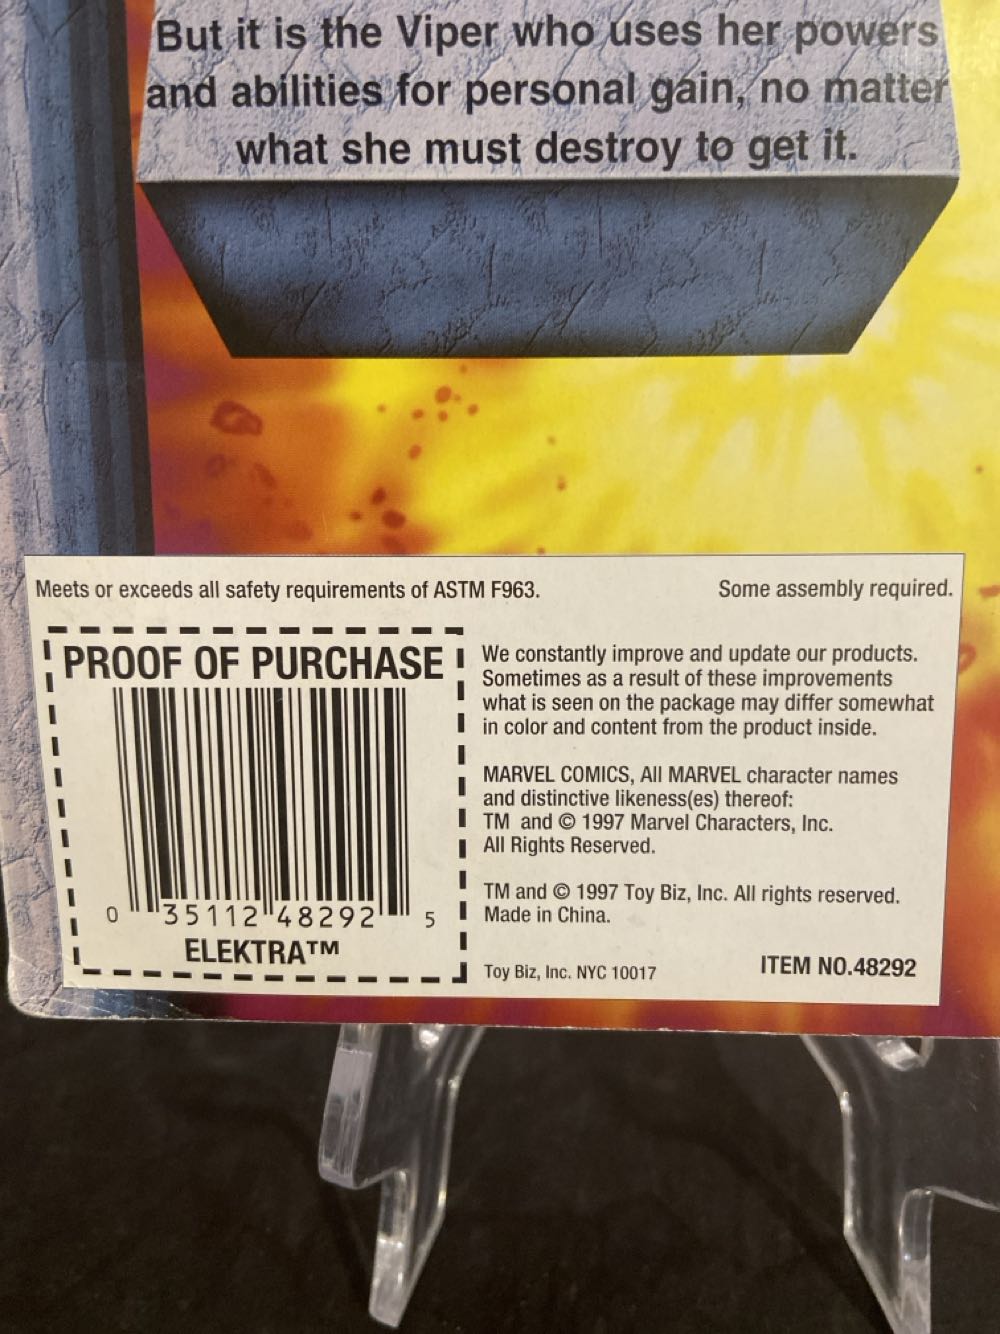 But it is the Viper who uses her powers
and abilities for personal gain, no matter
what she must destroy to get it.
Meets or exceeds all safety requirements of ASTM F963.
Some assembly required.
PROOF OF PURCHASE
0 35112 48292 5
ELEKTRA™
We constantly improve and update our products.
Sometimes as a result of these improvements
what is seen on the package may differ somewhat
in color and content from the product inside.
MARVEL COMICS, All MARVEL character names
and distinctive likeness(es) thereof:
TM and © 1997 Marvel Characters, Inc.
All Rights Reserved.
TM and © 1997 Toy Biz, Inc. All rights reserved.
Made in China.
Toy Biz, Inc. NYC 10017
ITEM NO.48292